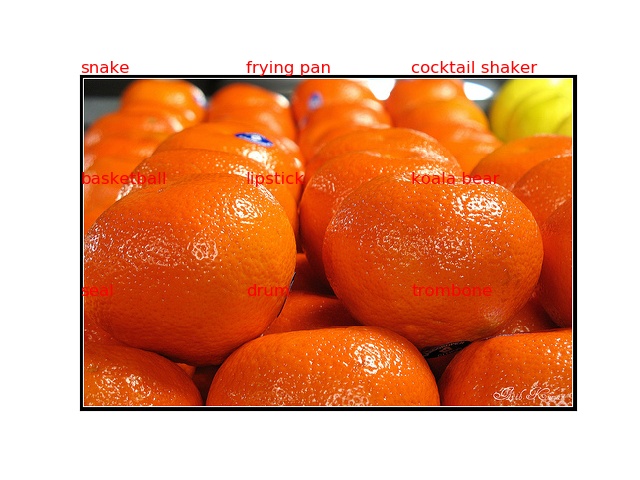 snake frying pan cocktail shaker
basketball lipstick koala bear
seal drum trombone